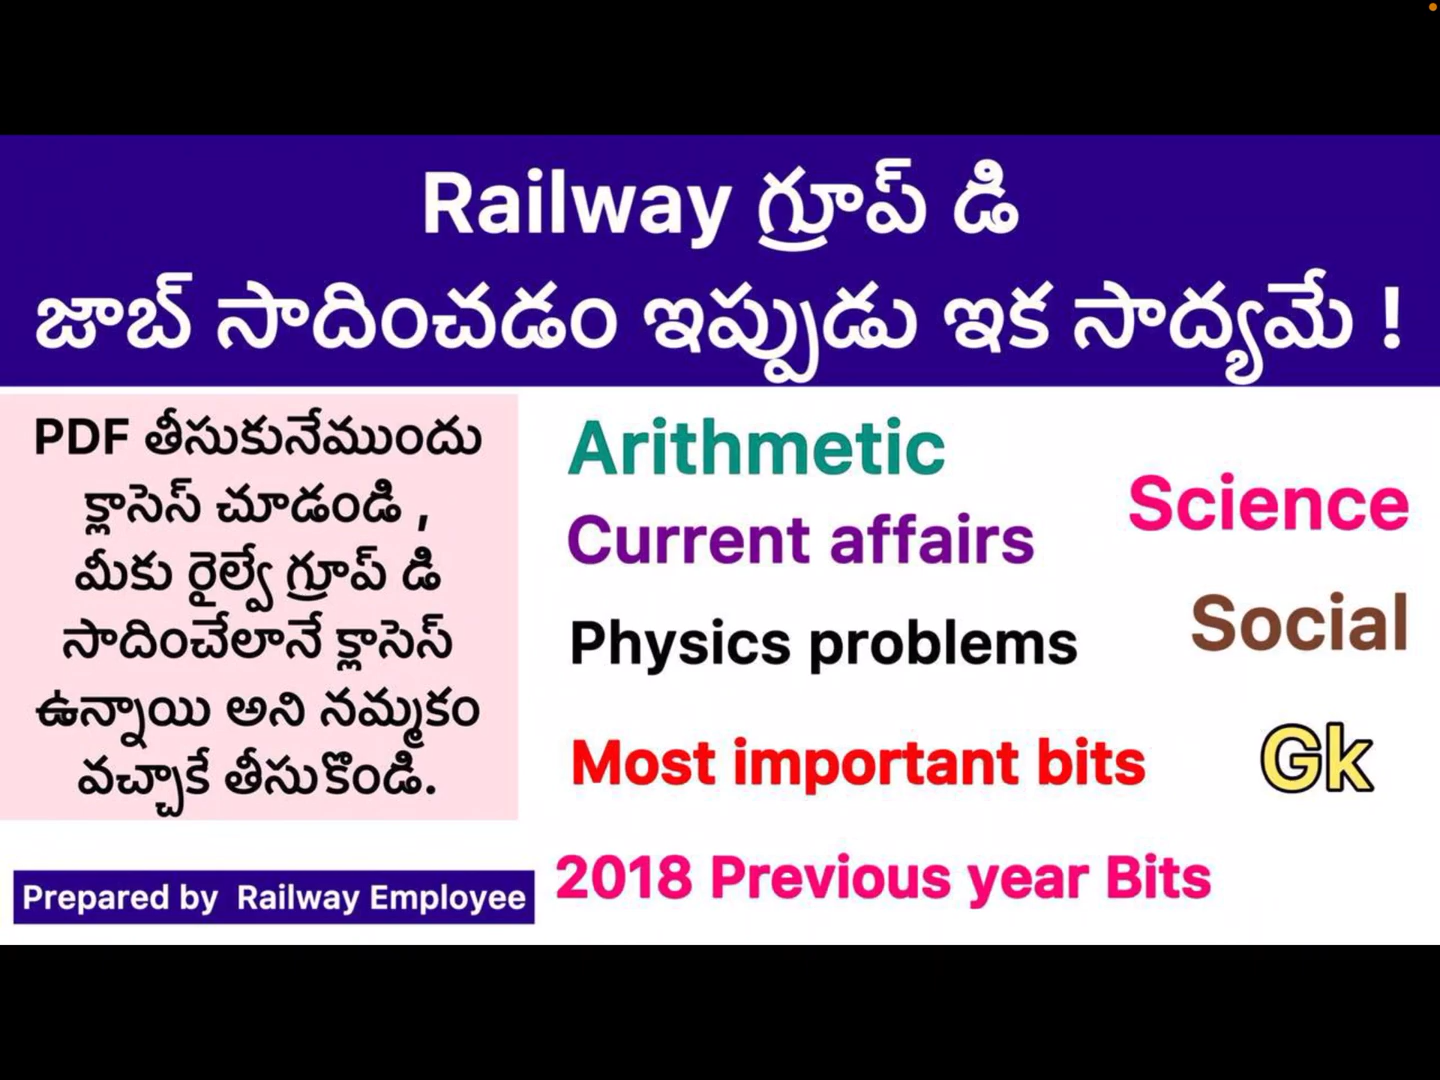 Railway గ్రూప్ డి
జాబ్ సాదించడం ఇప్పుడు ఇక సాద్యమే !
PDF తీసుకునేముందు
క్లాసెస్ చూడండి ,
మీకు రైల్వే గ్రూప్ డి
సాదించేలానే క్లాసెస్
ఉన్నాయి అని నమ్మకం
వచ్చాకే తీసుకొండి.
Prepared by Railway Employee
Arithmetic
Science
Current affairs
Social
Physics problems
Most important bits
Gk
2018 Previous year Bits